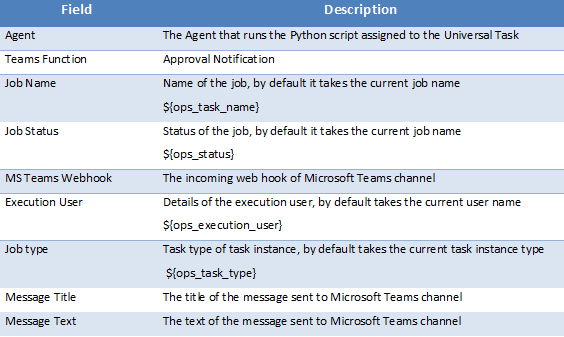 Field Description
Agent The Agent that runs the Python script assigned to the Universal Task
Teams Function Approval Notification
Job Name Name of the job, by default it takes the current job name
${ops_task_name}
Job Status Status of the job, by default it takes the current job name
${ops_status}
MS Teams Webhook The incoming web hook of Microsoft Teams channel
Execution User Details of the execution user, by default takes the current user name
${ops_execution_user}
Job type Task type of task instance, by default takes the current task instance type
${ops_task_type}
Message Title The title of the message sent to Microsoft Teams channel
Message Text The text of the message sent to Microsoft Teams channel